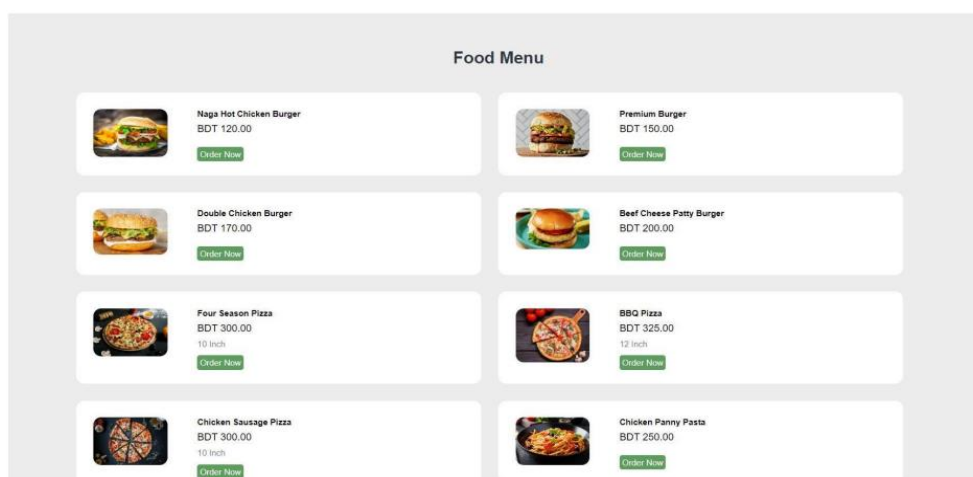 Food Menu
Naga Hot Chicken Burger
BDT 120.00
Order Now
Premium Burger
BDT 150.00
Order Now
Double Chicken Burger
BDT 170.00
Order Now
Beef Cheese Patty Burger
BDT 200.00
Order Now
Four Season Pizza
BDT 300.00
10 Inch
Order Now
BBQ Pizza
BDT 325.00
12 Inch
Order Now
Chicken Sausage Pizza
BDT 300.00
10 Inch
Order Now
Chicken Panny Pasta
BDT 250.00
Order Now